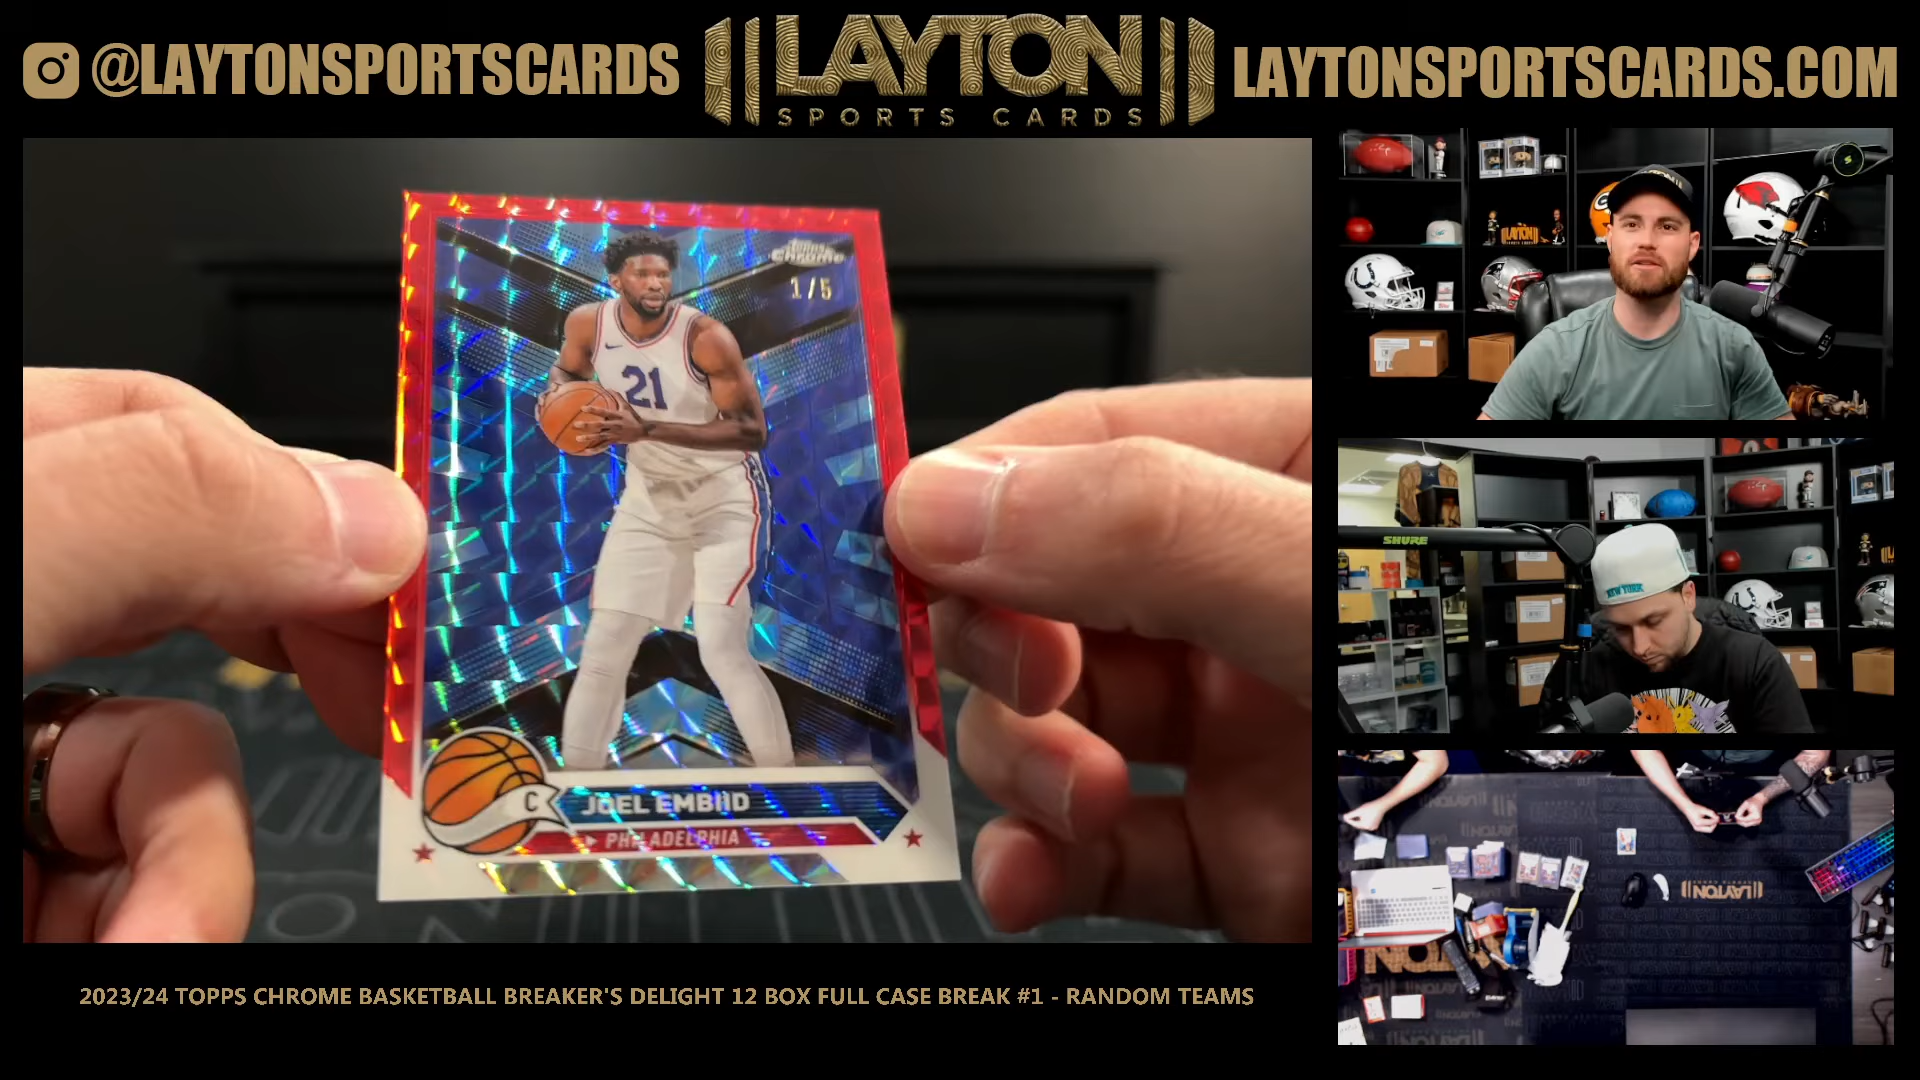 @LAYTONSPORTSCARDS
LAYTON
SPORTS CARDS
LAYTONSPORTSCARDS.COM
Topps
Chrome
1/5
21
C
JOEL EMBIID
PHILADELPHIA
SHURE
NEW YORK
LAYTON
2023/24 TOPPS CHROME BASKETBALL BREAKER'S DELIGHT 12 BOX FULL CASE BREAK #1 - RANDOM TEAMS